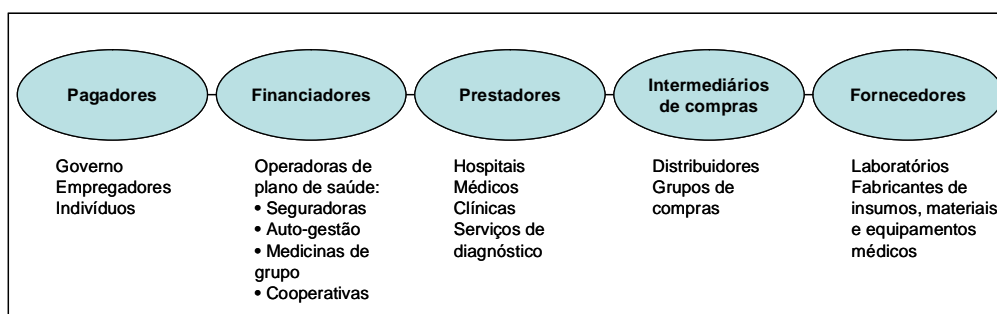 Pagadores
Financiadores
Prestadores
Intermediários
de compras
Fornecedores
Governo
Empregadores
Indivíduos
Operadoras de
plano de saúde:
• Seguradoras
• Auto-gestão
• Medicinas de
grupo
• Cooperativas
Hospitais
Médicos
Clínicas
Serviços de
diagnóstico
Distribuidores
Grupos de
compras
Laboratórios
Fabricantes de
insumos, materiais
e equipamentos
médicos